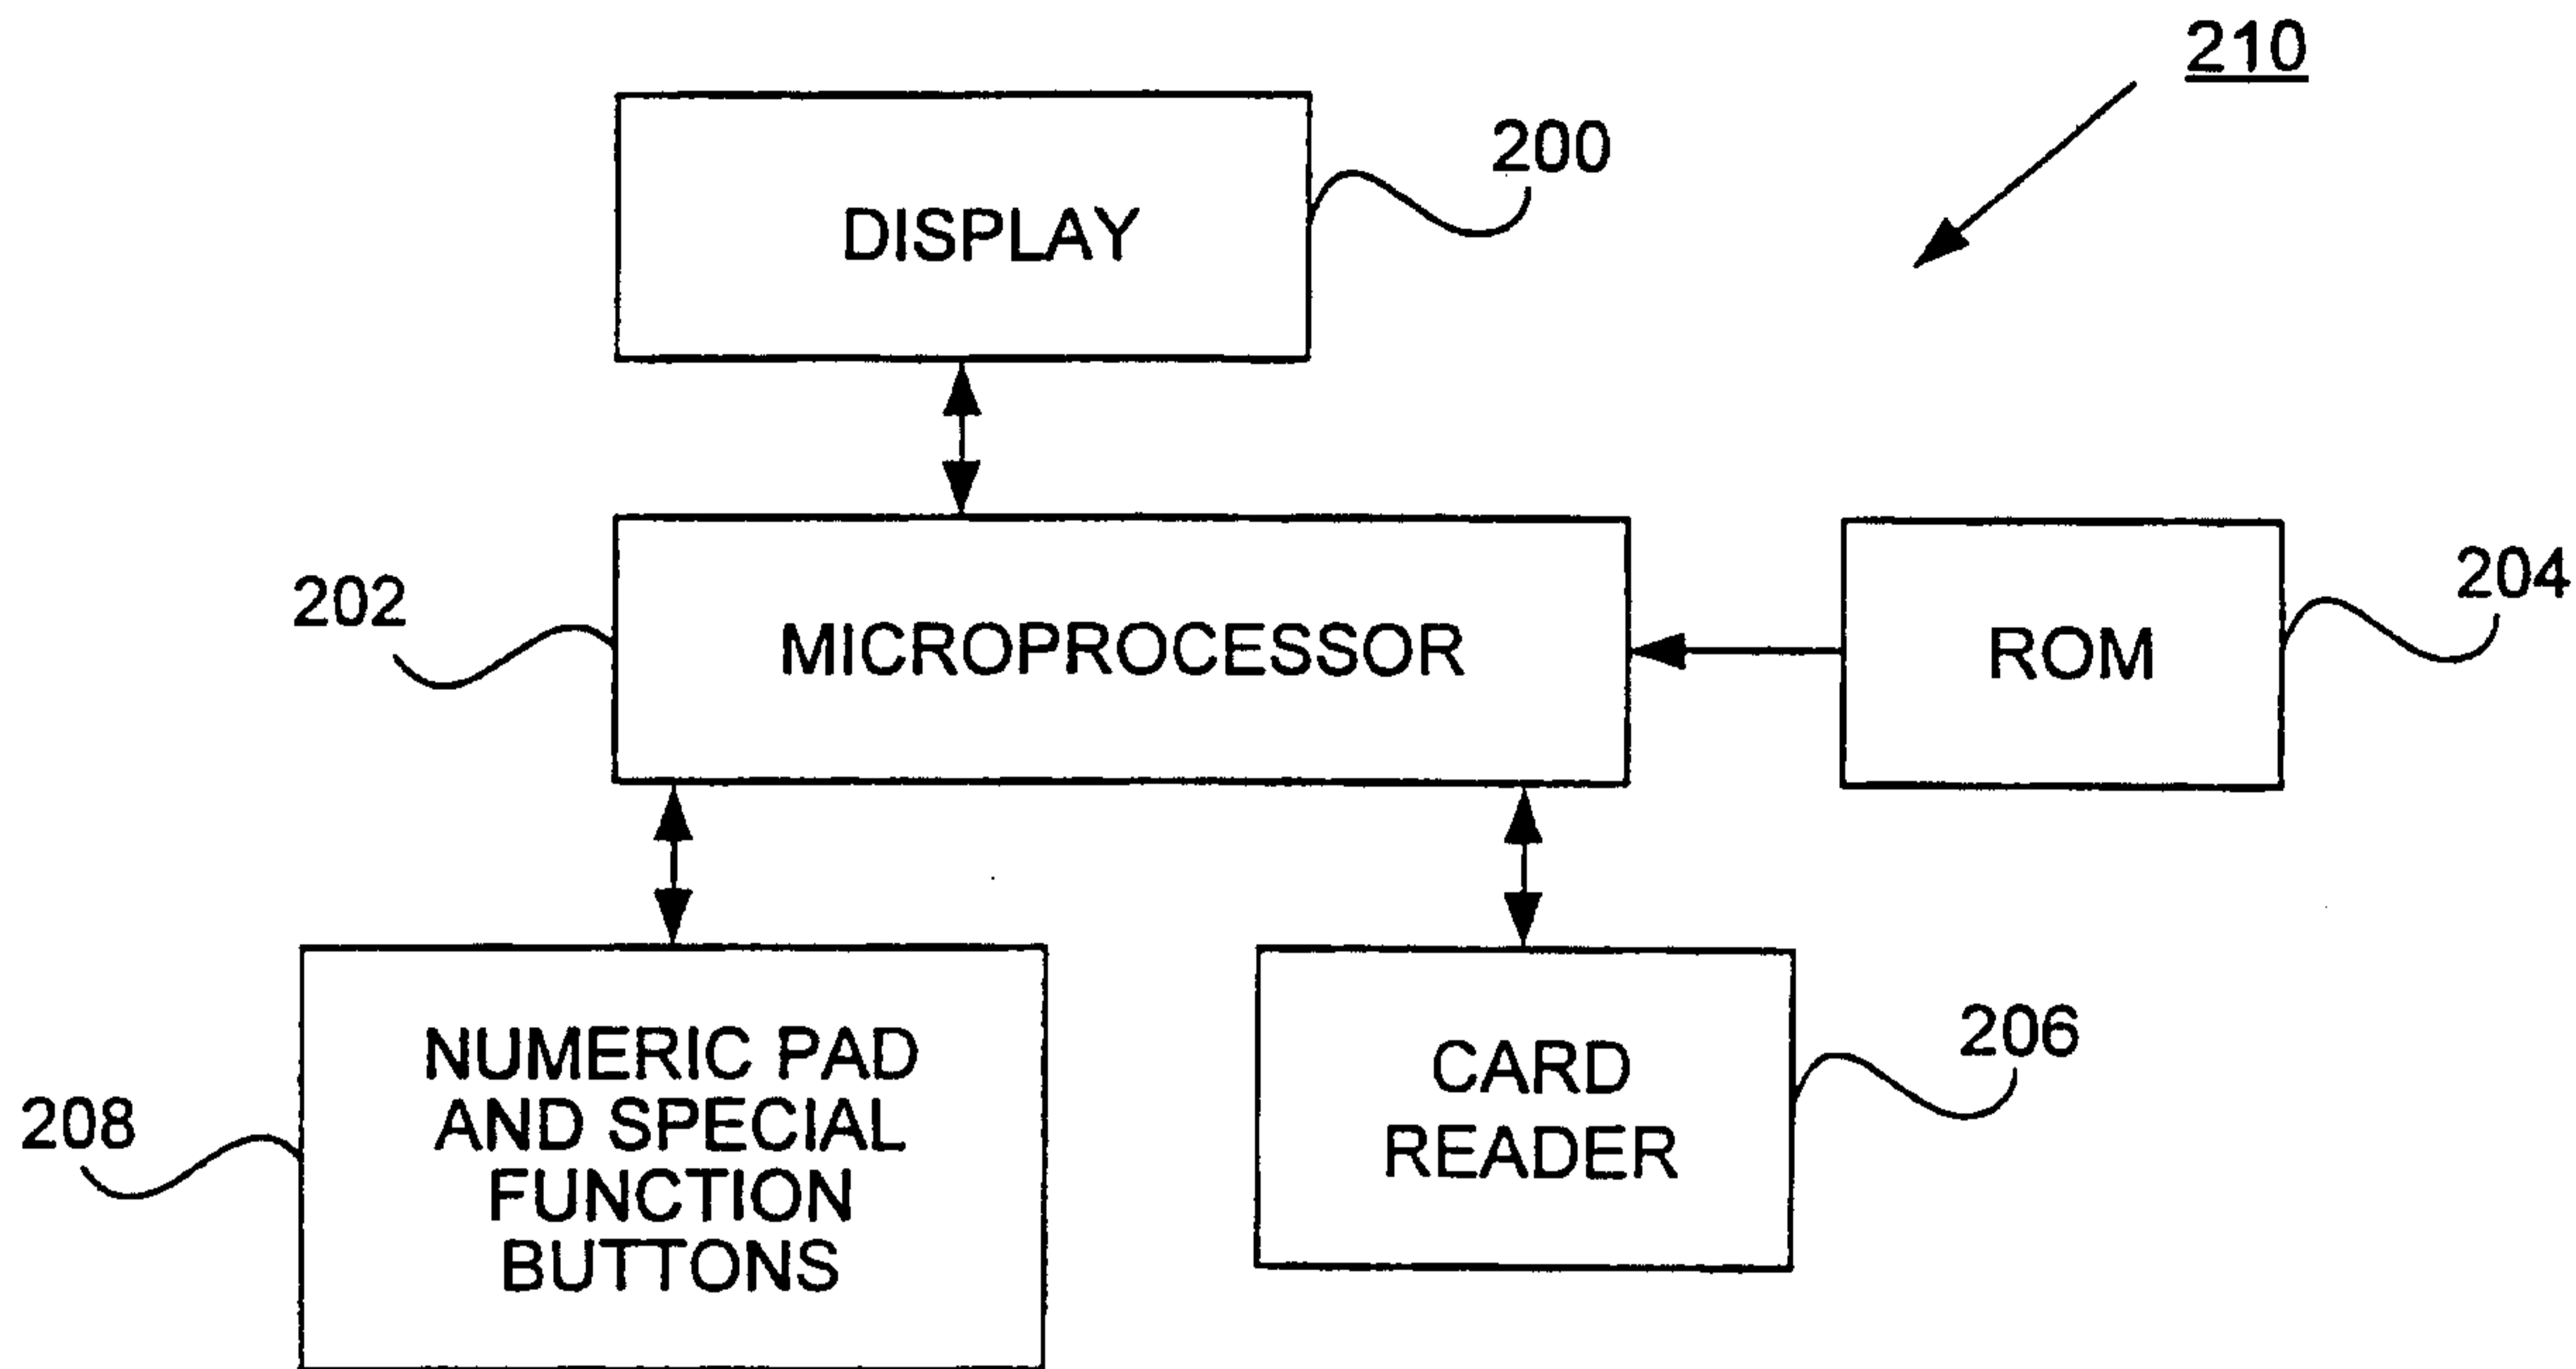 210
200
DISPLAY
202
MICROPROCESSOR
ROM
204
208
NUMERIC PAD
AND SPECIAL
FUNCTION
BUTTONS
CARD
READER
206